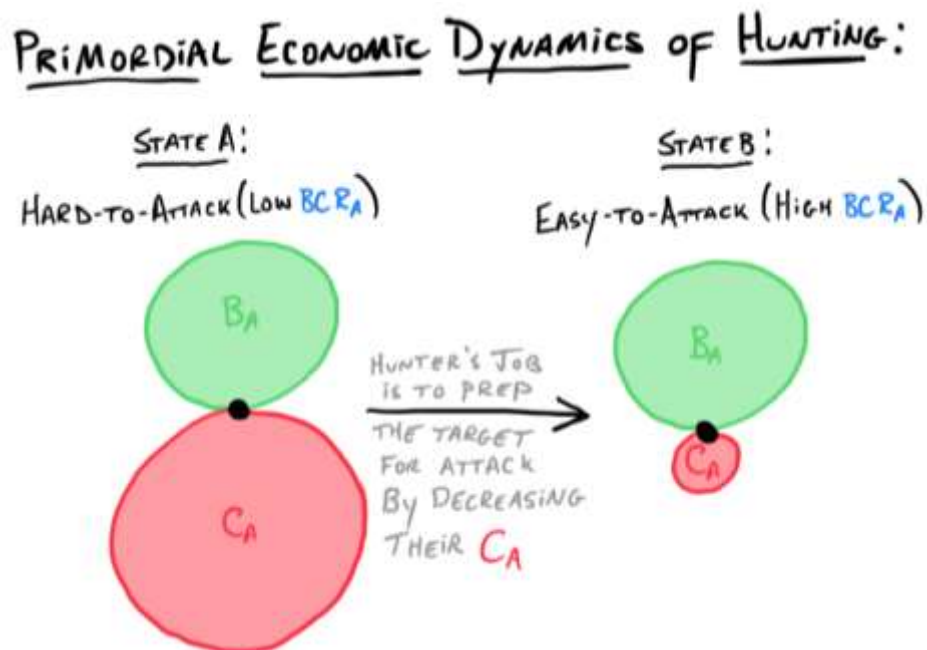 PRIMORDIAL ECONOMIC DYNAMICS OF HUNTING:
STATE A:
HARD-TO-ATTACK (LOW BCRA)
BA
CA
HUNTER'S JOB
IS TO PREP
THE TARGET
FOR ATTACK
BY DECREASING
THEIR CA
STATE B:
EASY-TO-ATTACK (HIGH BCRA)
BA
CA